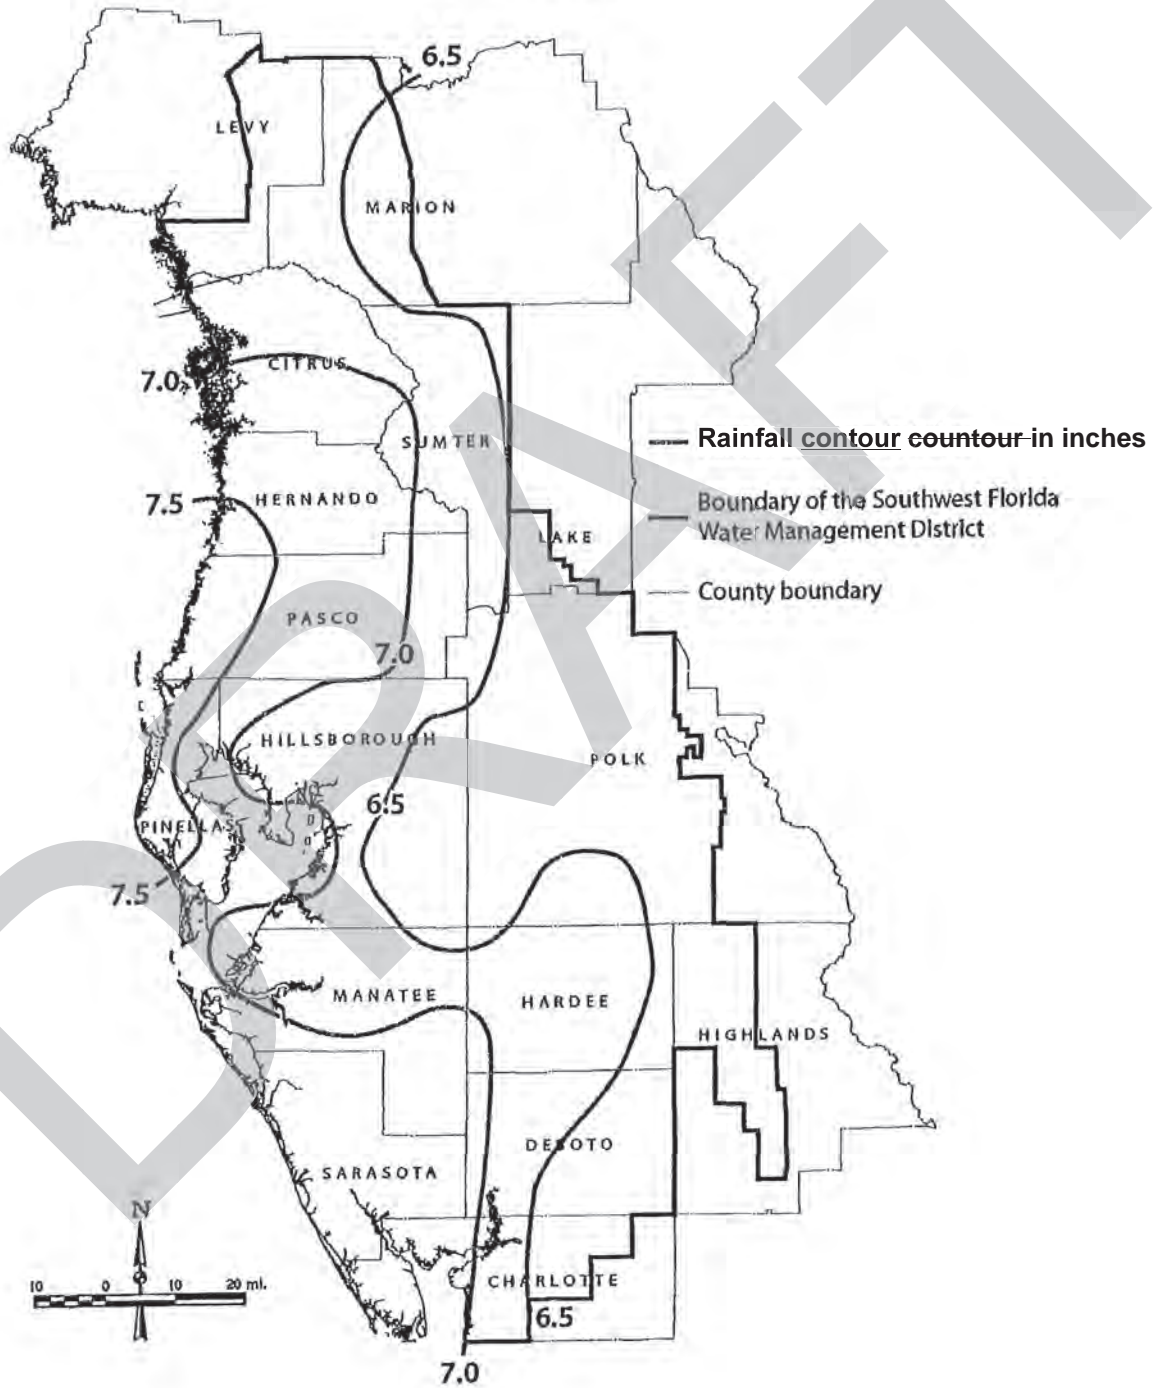 6.5
LEVY
MARION
CITRUS
7.0
SUMTER
Rainfall contour countour in inches
7.5
HERNANDO
Boundary of the Southwest Florida
Water Management District
LAKE
County boundary
PASCO
7.0
HILLSBOROUGH
POLK
6.5
PINELLAS
7.5
MANATEE
HARDEE
HIGHLANDS
DESOTO
SARASOTA
N
CHARLOTTE
10 0 10 20 mi.
6.5
7.0
DRAFT